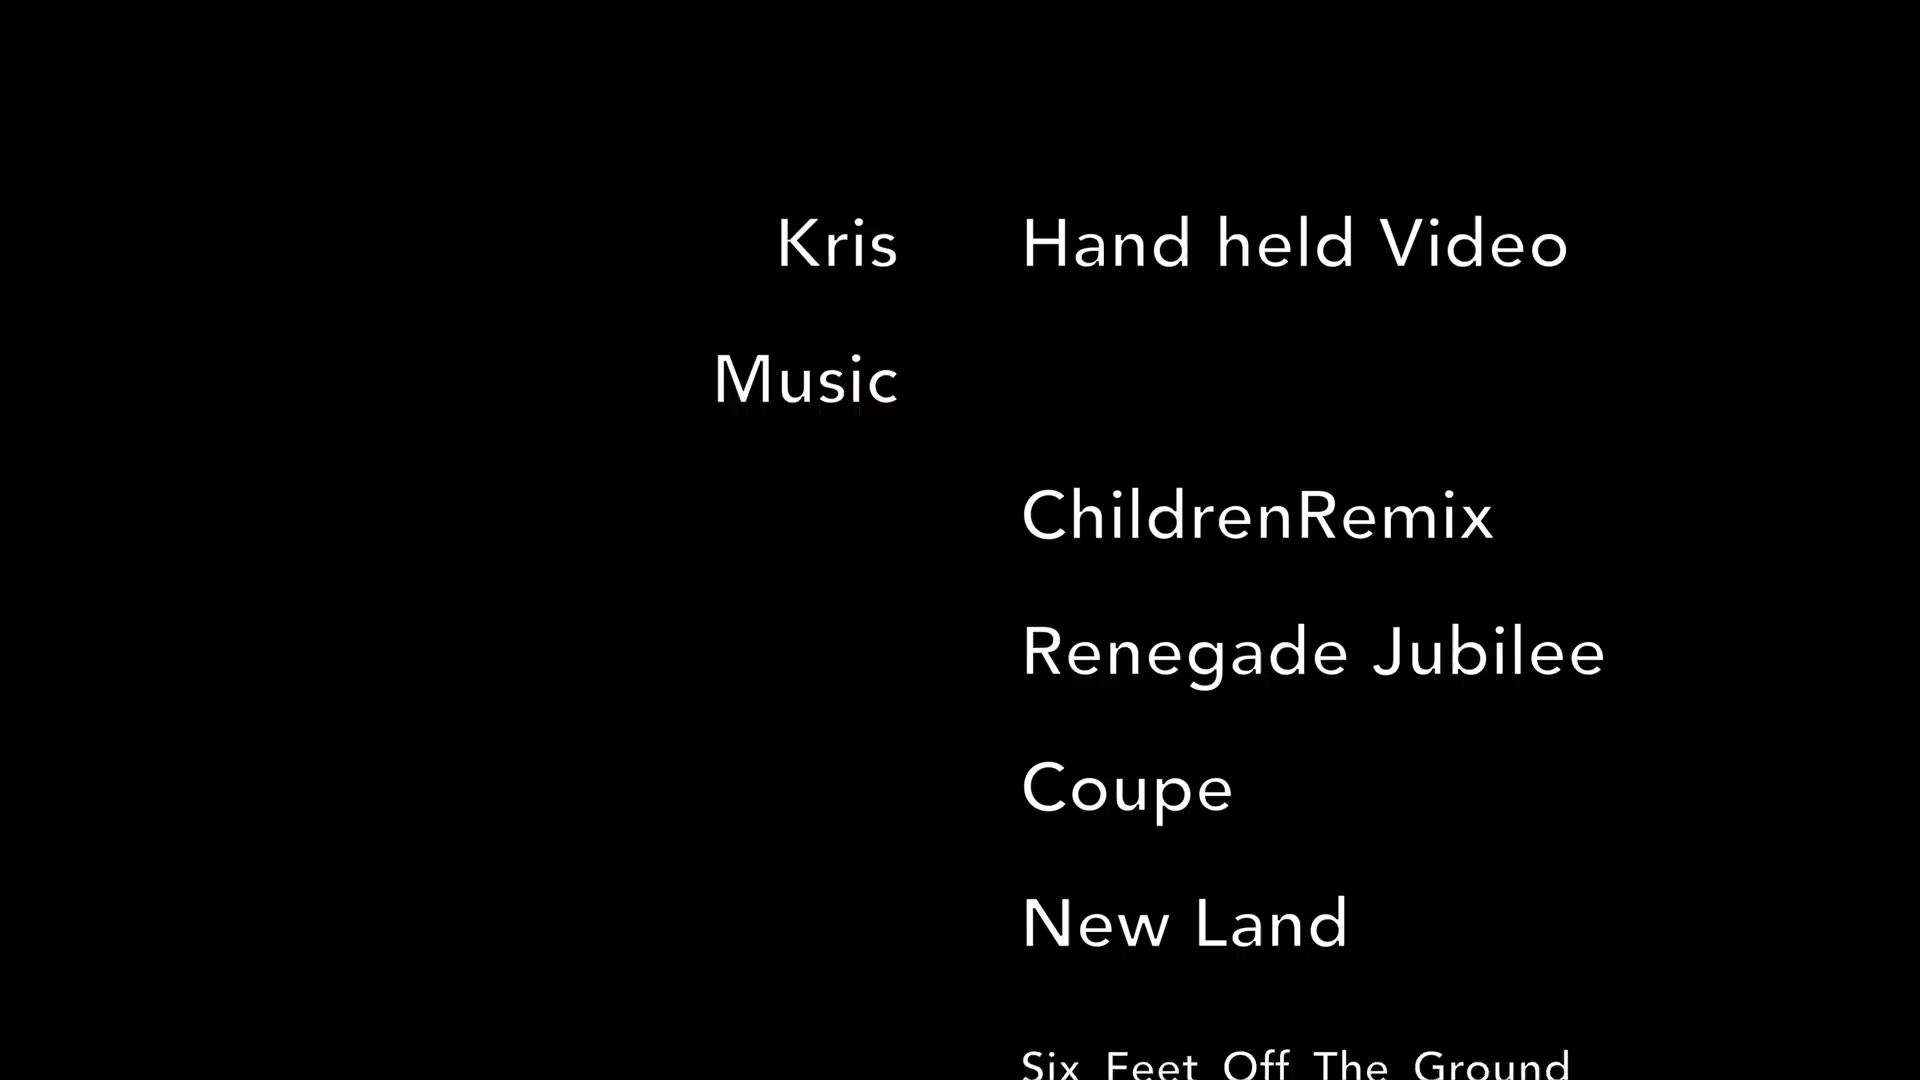 Kris Hand held Video
Music
ChildrenRemix
Renegade Jubilee
Coupe
New Land
Six Feet Off The Ground